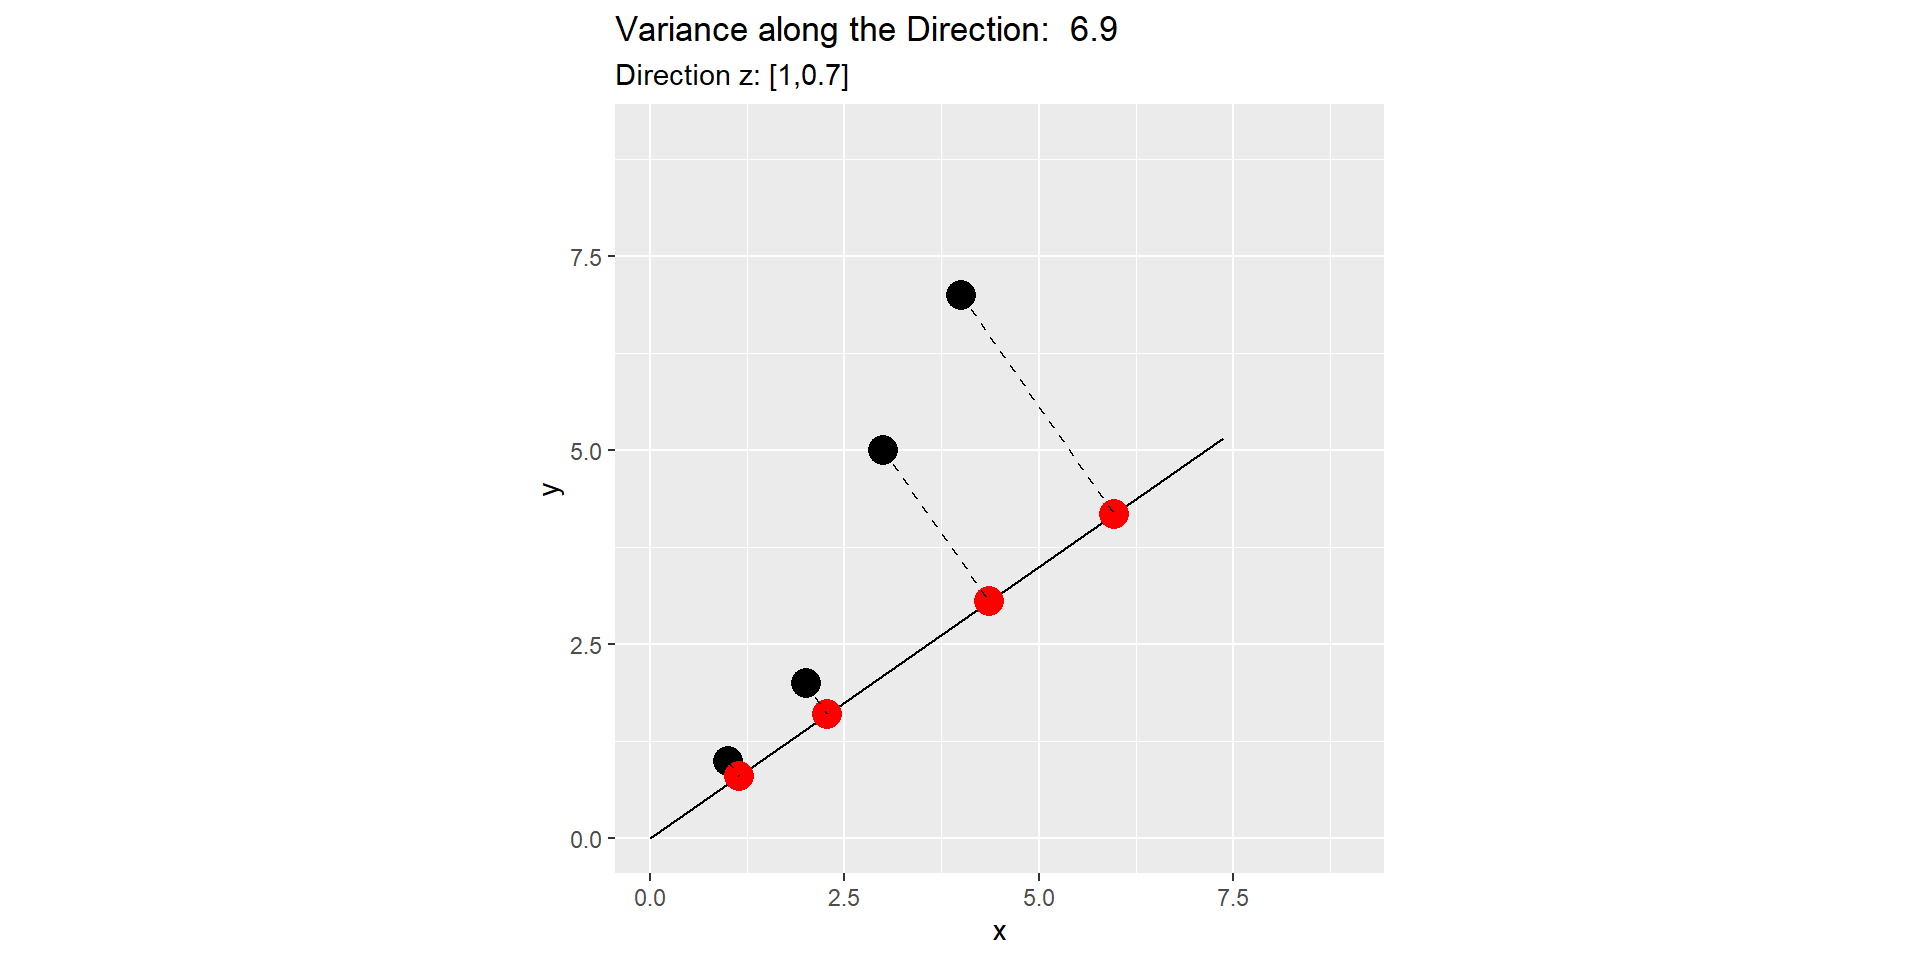 Variance along the Direction:  6.9
Direction z: [1,0.7]
7.5
5.0
2.5
0.0
y
0.0 2.5 5.0 7.5
x